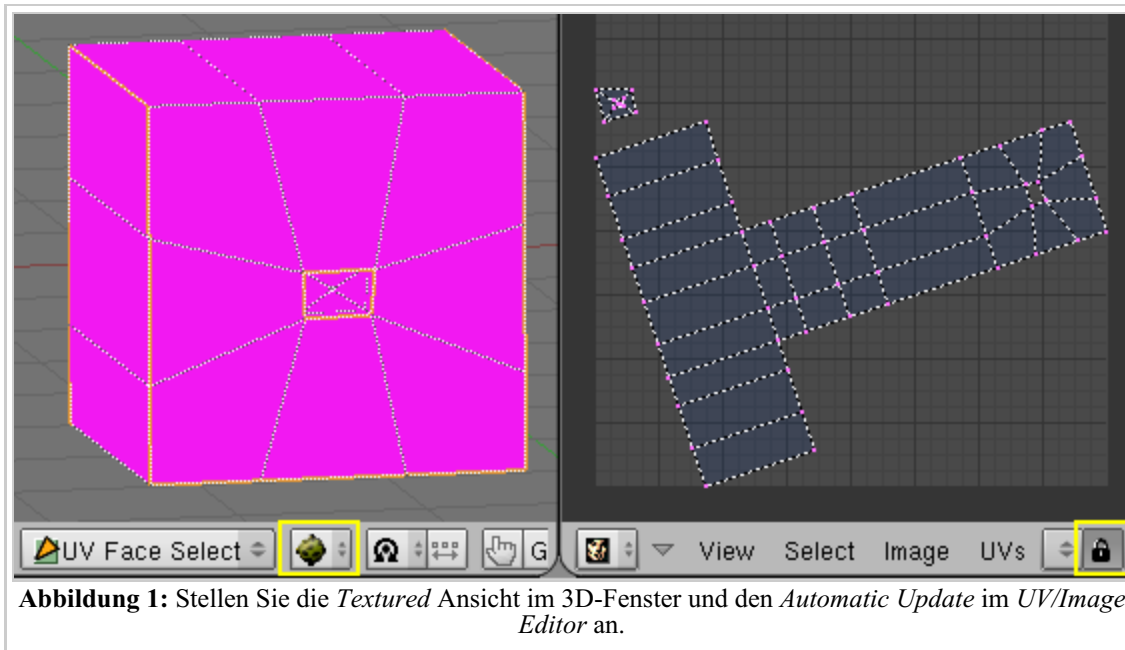 UV Face Select G View Select Image UVs
Abbildung 1: Stellen Sie die Textured Ansicht im 3D-Fenster und den Automatic Update im UV/Image
Editor an.